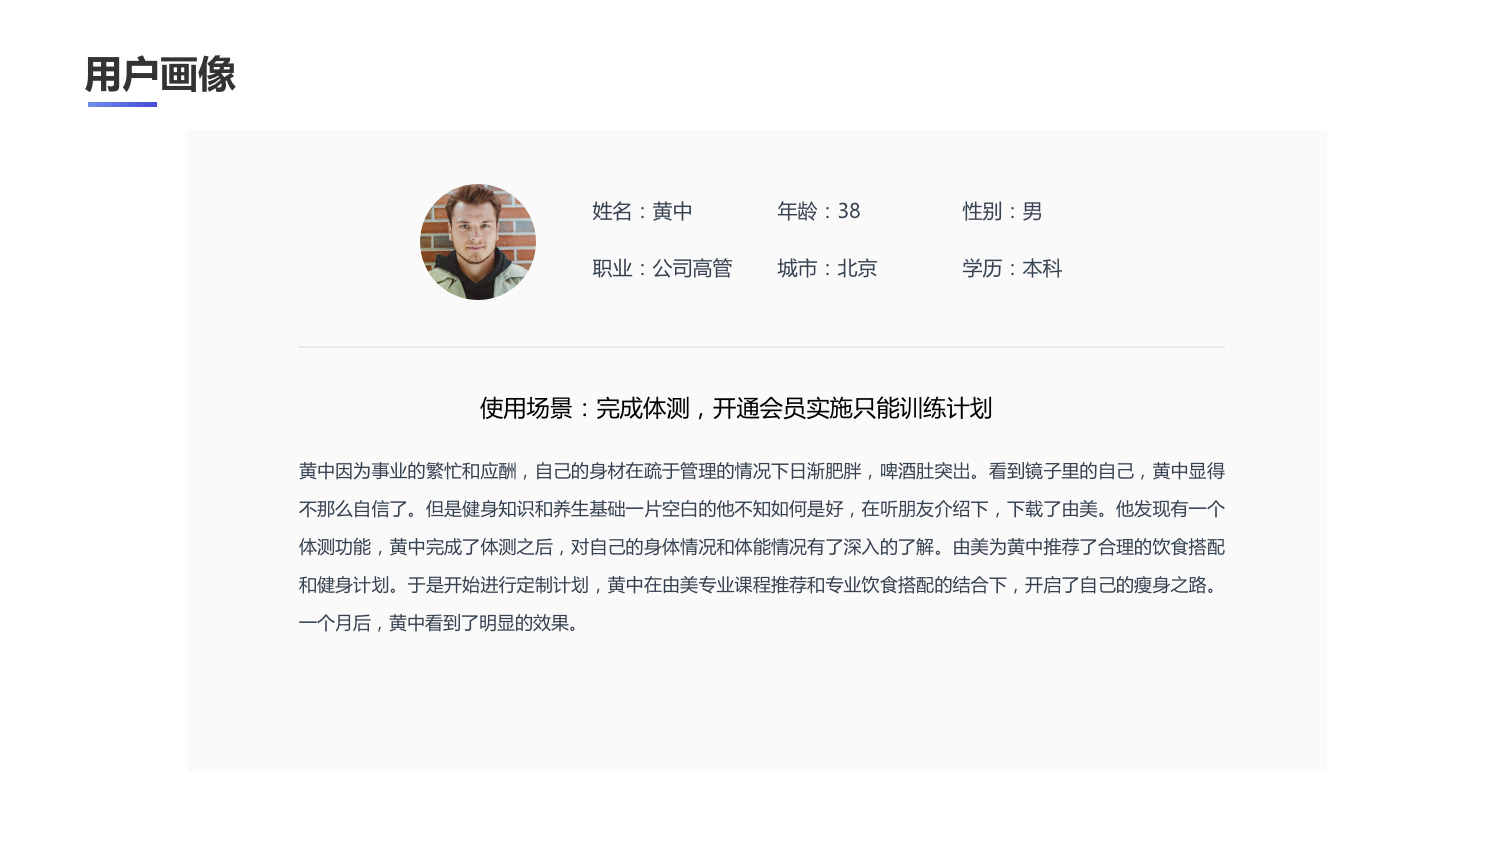 用户画像
姓名：黄中 年龄：38 性别：男
职业：公司高管 城市：北京 学历：本科
使用场景：完成体测，开通会员实施只能训练计划
黄中因为事业的繁忙和应酬，自己的身材在疏于管理的情况下日渐肥胖，啤酒肚突出。看到镜子里的自己，黄中显得
不那么自信了。但是健身知识和养生基础一片空白的他不知如何是好，在听朋友介绍下，下载了由美。他发现有一个
体测功能，黄中完成了体测之后，对自己的身体情况和体能情况有了深入的了解。由美为黄中推荐了合理的饮食搭配
和健身计划。于是开始进行定制计划，黄中在由美专业课程推荐和专业饮食搭配的结合下，开启了自己的瘦身之路。
一个月后，黄中看到了明显的效果。